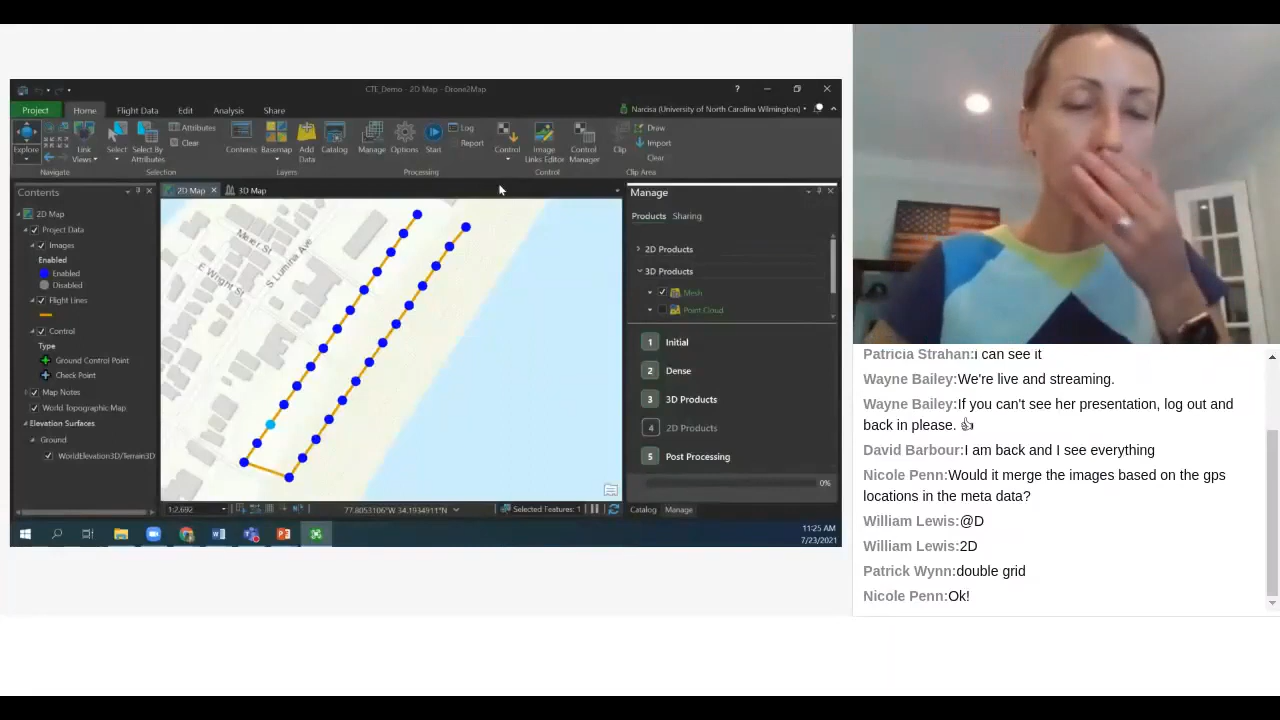 CTE_Demo - 2D Map - Drone2Map
Project Home Flight Data Edit Analysis Share
Narcisa (University of North Carolina Wilmington)
Explore Link Views Select Select By Attributes Attributes Clear Contents Basemap Add Data Catalog Manage Options Start Log Report Control Image Links Editor Control Manager Clip Draw Import Clear
Navigate Selection Layers Processing Control Clip Area
Contents
2D Map
Project Data
Images
Enabled
Enabled
Disabled
Flight Lines
Control
Type
Ground Control Point
Check Point
Map Notes
World Topographic Map
Elevation Surfaces
Ground
WorldElevation3D/Terrain3D
2D Map 3D Map
Meier St
E Wright St
S Lumina Ave
1:2,692
77.8053106°W 34.1934911°N
Selected Features: 1
Manage
Products Sharing
2D Products
3D Products
Mesh
Point Cloud
1 Initial
2 Dense
3 3D Products
4 2D Products
5 Post Processing
0%
Catalog Manage
11:25 AM
7/23/2021
Patricia Strahan:I can see it
Wayne Bailey:We're live and streaming.
Wayne Bailey:If you can't see her presentation, log out and
back in please. 👍
David Barbour:I am back and I see everything
Nicole Penn:Would it merge the images based on the gps
locations in the meta data?
William Lewis:@D
William Lewis:2D
Patrick Wynn:double grid
Nicole Penn:Ok!